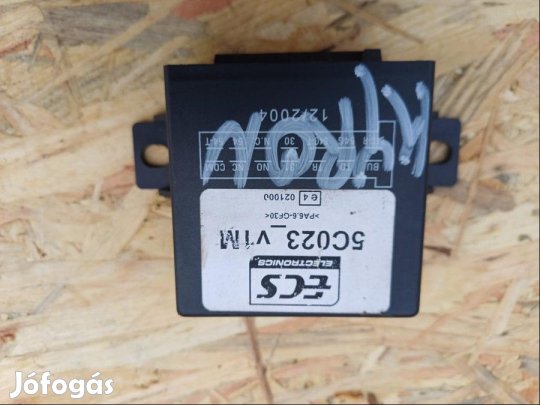 ECS
ELECTRONICS
5C023_v1M
>PA6.6-GF30<
e4 021000
12/2004
KYRON
Jófogás